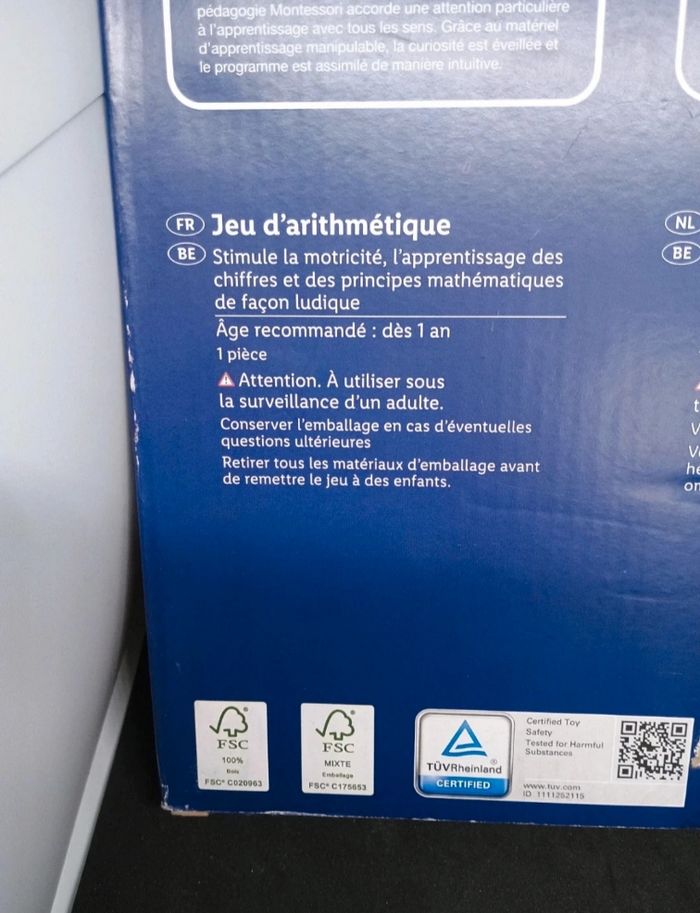 pédagogie Montessori accorde une attention particulière
à l'apprentissage avec tous les sens. Grâce au matériel
d'apprentissage manipulable, la curiosité est éveillée et
le programme est assimilé de manière intuitive.
FR Jeu d'arithmétique
BE Stimule la motricité, l'apprentissage des
chiffres et des principes mathématiques
de façon ludique
Âge recommandé : dès 1 an
1 pièce
Attention. À utiliser sous
la surveillance d'un adulte.
Conserver l'emballage en cas d'éventuelles
questions ultérieures
Retirer tous les matériaux d'emballage avant
de remettre le jeu à des enfants.
NL
BE
FSC
100%
Bois
FSC® C020963
FSC
MIXTE
Emballage
FSC® C175653
TÜVRheinland®
CERTIFIED
Certified Toy
Safety
Tested for Harmful
Substances
www.tuv.com
ID 1111252115